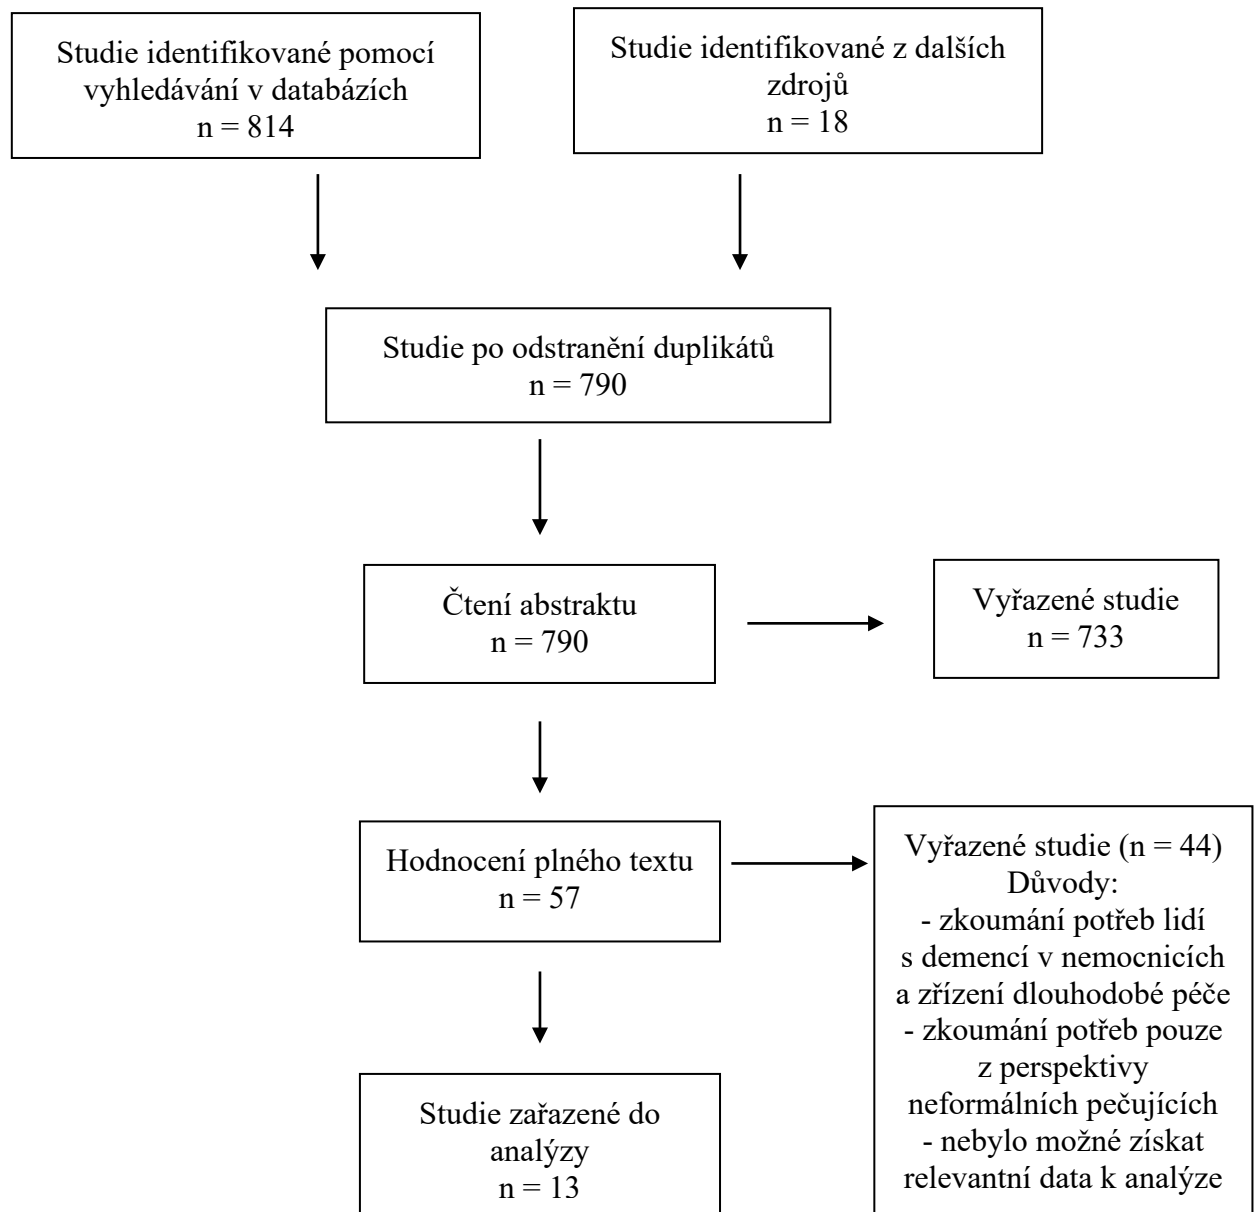 Studie identifikované pomocí
vyhledávání v databázích
n = 814
Studie identifikované z dalších
zdrojů
n = 18
Studie po odstranění duplikátů
n = 790
Čtení abstraktu
n = 790
Vyřazené studie
n = 733
Hodnocení plného textu
n = 57
Vyřazené studie (n = 44)
Důvody:
- zkoumání potřeb lidí
s demencí v nemocnicích
a zřízení dlouhodobé péče
- zkoumání potřeb pouze
z perspektivy
neformálních pečujících
- nebylo možné získat
relevantní data k analýze
Studie zařazené do
analýzy
n = 13